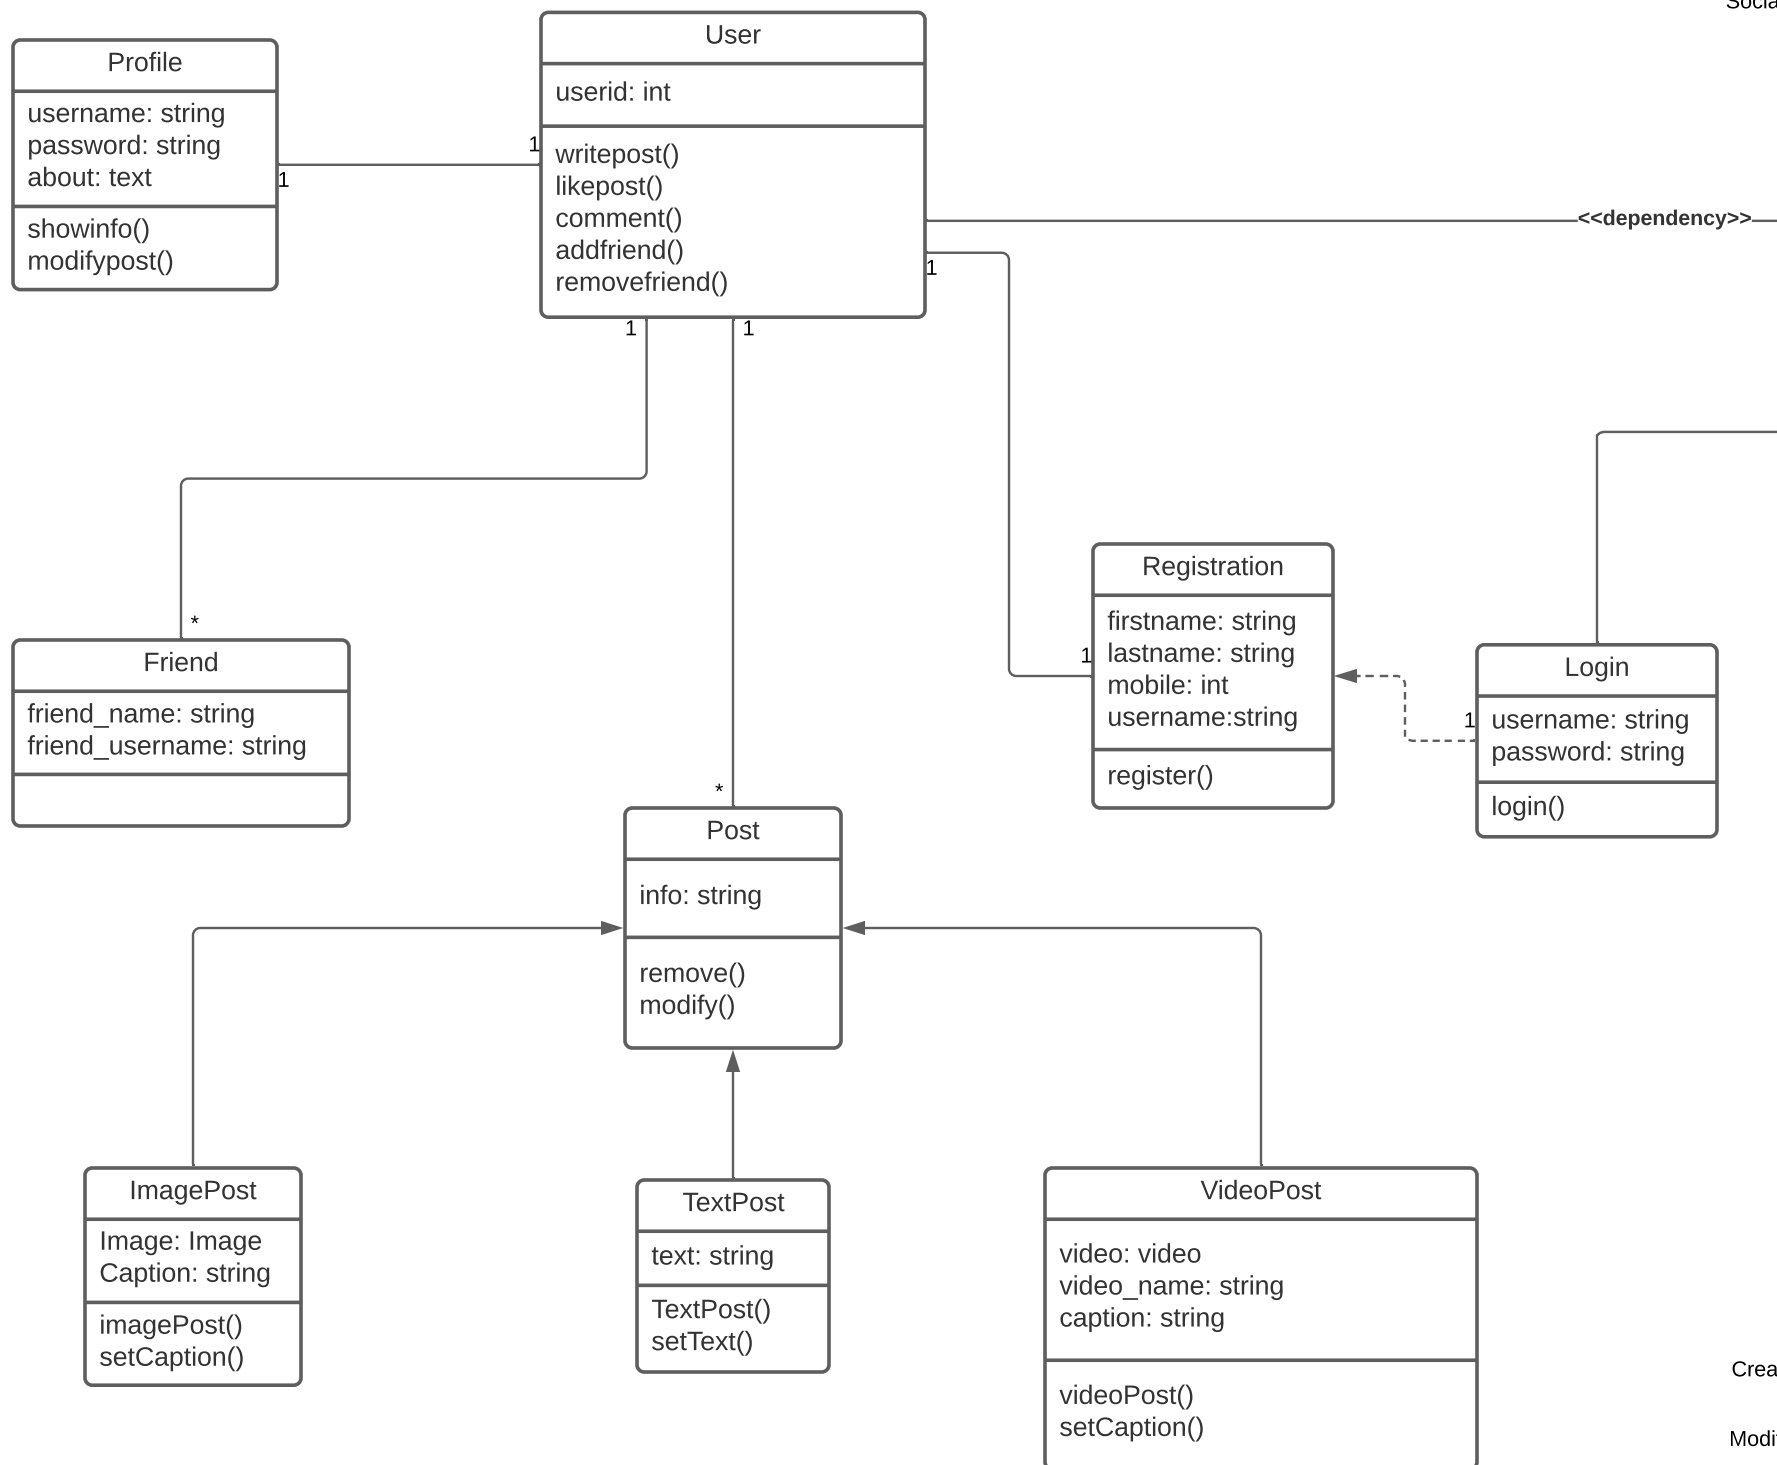 Profile
username: string
password: string
about: text
showinfo()
modifypost()
User
userid: int
writepost()
likepost()
comment()
addfriend()
removefriend()
1
1
1
1
1
<<dependency>>
*
Friend
friend_name: string
friend_username: string
*
Post
info: string
remove()
modify()
1
Registration
firstname: string
lastname: string
mobile: int
username:string
register()
1
Login
username: string
password: string
login()
ImagePost
Image: Image
Caption: string
imagePost()
setCaption()
TextPost
text: string
TextPost()
setText()
VideoPost
video: video
video_name: string
caption: string
videoPost()
setCaption()